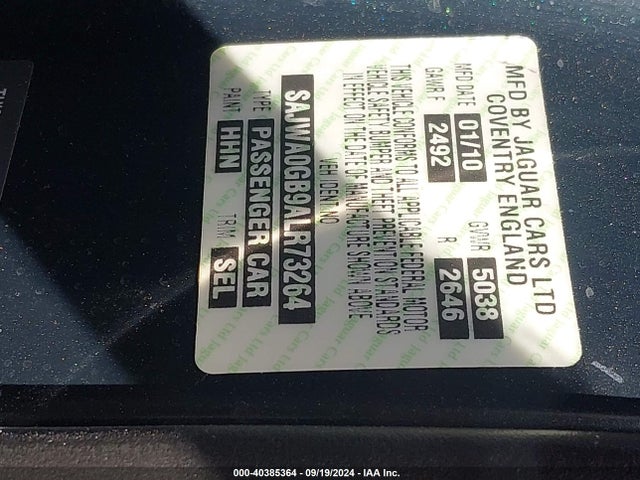 MFD BY JAGUAR CARS LTD
COVENTRY ENGLAND
MFD DATE 01/10 GVWR 5038
GAWR F 2492 R 2646
THIS VEHICLE CONFORMS TO ALL APPLICABLE FEDERAL MOTOR
VEHICLE SAFETY BUMPER AND THEFT PREVENTION STANDARDS
IN EFFECT ON THE DATE OF MANUFACTURE SHOWN ABOVE
VEH IDENT NO
SAJWA0GB9ALR73264
TYPE PASSENGER CAR
PAINT HHN TRIM SEL
000-40385364 - 09/19/2024 - IAA Inc.